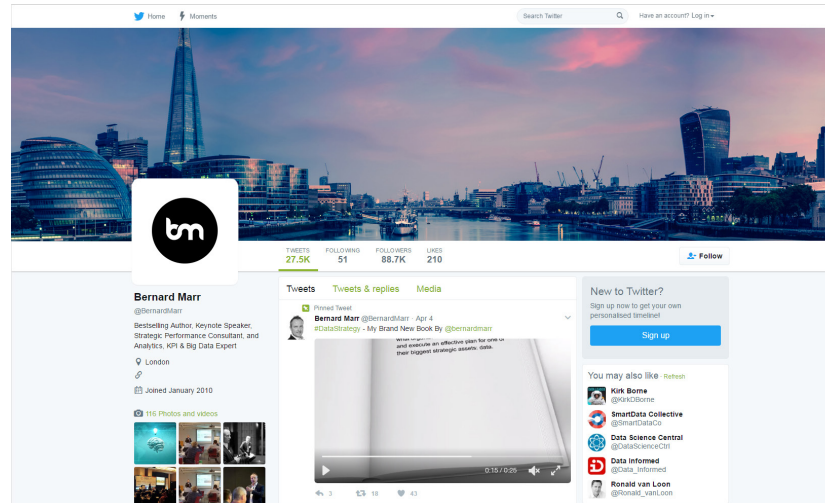 Home
Moments
Search Twitter
Have an account? Log in
bm
TWEETS
27.5K
FOLLOWING
51
FOLLOWERS
88.7K
LIKES
210
Follow
Bernard Marr
@BernardMarr
Bestselling Author, Keynote Speaker,
Strategic Performance Consultant, and
Analytics, KPI & Big Data Expert
London
Joined January 2010
116 Photos and videos
Tweets
Tweets & replies
Media
Pinned Tweet
Bernard Marr @BernardMarr · Apr 4
#DataStrategy - My Brand New Book By @bernardmarr
and execute an effective plan for one of
their biggest strategic assets: data.
0:15 / 0:26
3
18
43
New to Twitter?
Sign up now to get your own
personalised timeline!
Sign up
You may also like · Refresh
Kirk Borne
@KirkDBorne
SmartData Collective
@SmartDataCo
Data Science Central
@DataScienceCtrl
Data Informed
@Data_Informed
Ronald van Loon
@Ronald_vanLoon